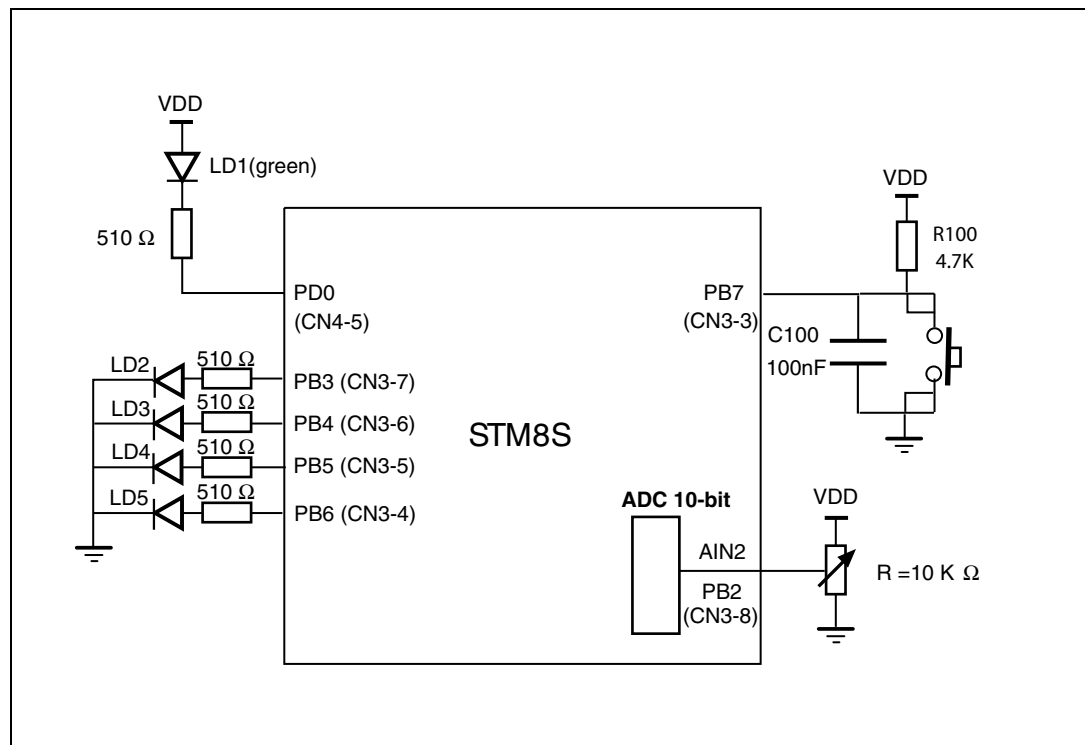 VDD
LD1(green)
510 Ω
PD0
(CN4-5)
LD2
510 Ω
PB3 (CN3-7)
LD3
510 Ω
PB4 (CN3-6)
LD4
510 Ω
PB5 (CN3-5)
LD5
510 Ω
PB6 (CN3-4)
STM8S
VDD
R100
4.7K
PB7
(CN3-3)
C100
100nF
ADC 10-bit
AIN2
PB2
(CN3-8)
VDD
R =10 K Ω